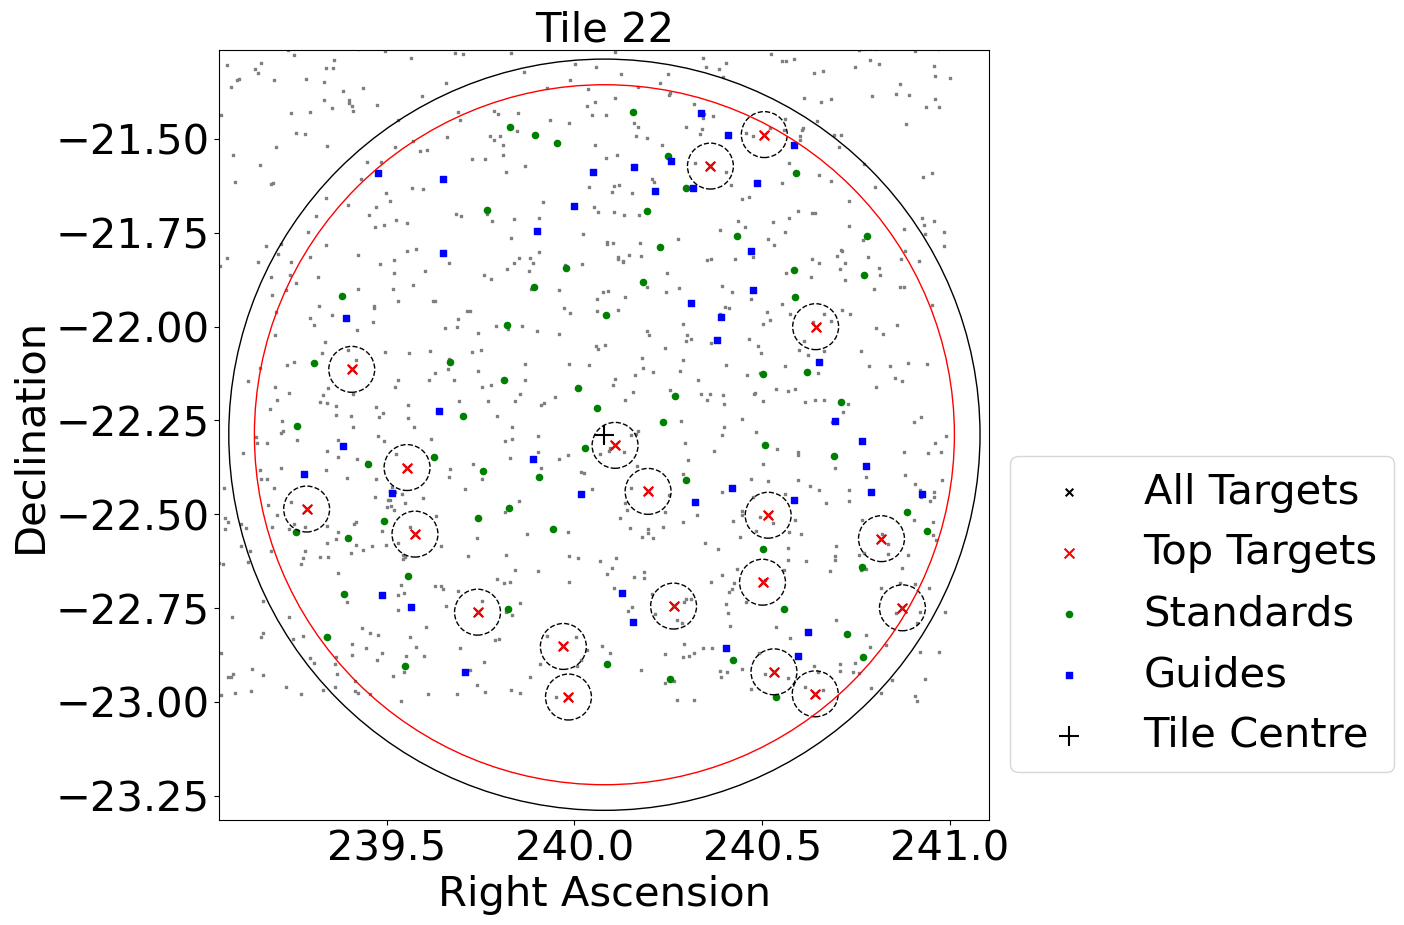 Tile 22
−21.50
−21.75
−22.00
−22.25
−22.50
−22.75
−23.00
−23.25
Declination
239.5 240.0 240.5 241.0
Right Ascension
All Targets
Top Targets
Standards
Guides
Tile Centre